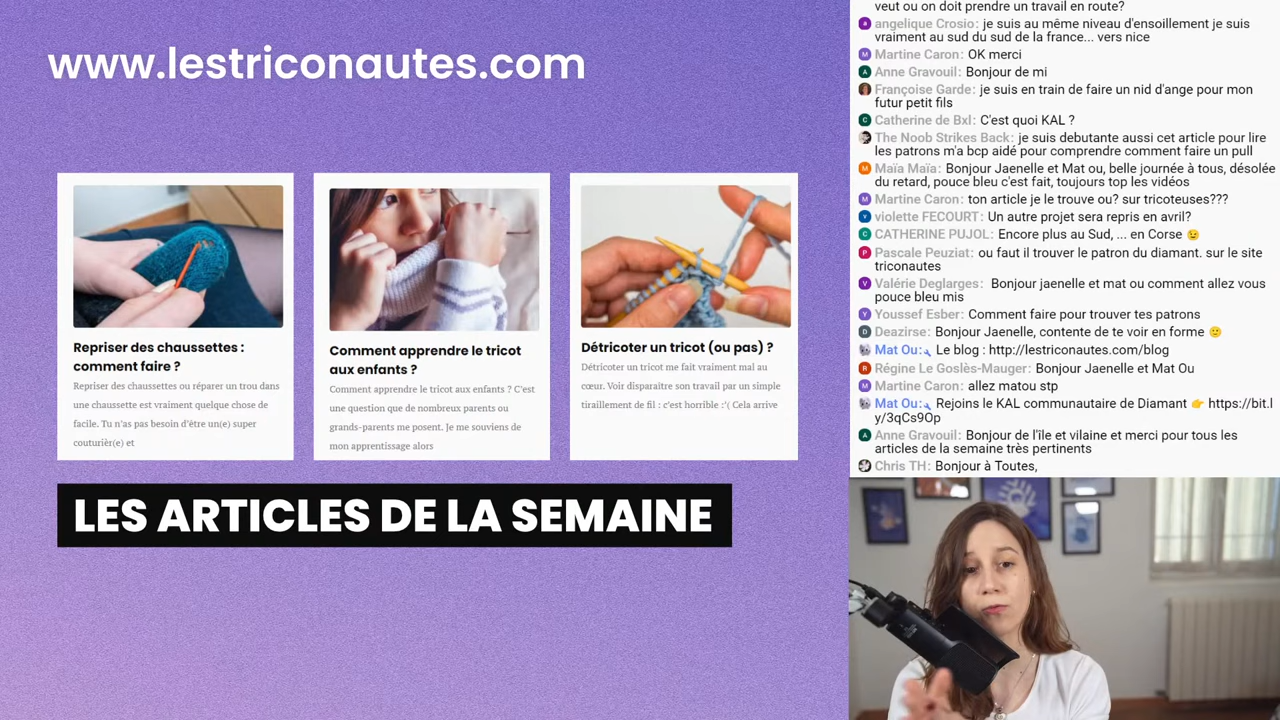 www.lestriconautes.com
Repriser des chaussettes :
comment faire ?
Repriser des chaussettes ou réparer un trou dans
une chaussette est vraiment quelque chose de
facile. Tu n'as pas besoin d'être un(e) super
couturièr(e) et
Comment apprendre le tricot
aux enfants ?
Comment apprendre le tricot aux enfants ? C'est
une question que de nombreux parents ou
grands-parents me posent. Je me souviens de
mon apprentissage alors
Détricoter un tricot (ou pas) ?
Détricoter un tricot me fait vraiment mal au
cœur. Voir disparaître son travail par un simple
tiraillement de fil : c'est horrible :'( Cela arrive
LES ARTICLES DE LA SEMAINE
veut ou on doit prendre un travail en route?
angelique Crosio: je suis au même niveau d'ensoillement je suis
vraiment au sud du sud de la france... vers nice
Martine Caron: OK merci
Anne Gravouil: Bonjour de mi
Françoise Garde: je suis en train de faire un nid d'ange pour mon
futur petit fils
Catherine de Bxl: C'est quoi KAL ?
The Noob Strikes Back: je suis debutante aussi cet article pour lire
les patrons m'a bcp aidé pour comprendre comment faire un pull
Maïa Maïa: Bonjour Jaenelle et Mat ou, belle journée à tous, désolée
du retard, pouce bleu c'est fait, toujours top les vidéos
Martine Caron: ton article je le trouve ou? sur tricoteuses???
violette FECOURT: Un autre projet sera repris en avril?
CATHERINE PUJOL: Encore plus au Sud, ... en Corse 😉
Pascale Peuziat: ou faut il trouver le patron du diamant. sur le site
triconautes
Valérie Deglarges: Bonjour jaenelle et mat ou comment allez vous
pouce bleu mis
Youssef Esber: Comment faire pour trouver tes patrons
Deazirse: Bonjour Jaenelle, contente de te voir en forme 🙂
Mat Ou: Le blog : http://lestriconautes.com/blog
Régine Le Goslès-Mauger: Bonjour Jaenelle et Mat Ou
Martine Caron: allez matou stp
Mat Ou: Rejoins le KAL communautaire de Diamant 👉 https://bit.l
y/3qCs9Op
Anne Gravouil: Bonjour de l'île et vilaine et merci pour tous les
articles de la semaine très pertinents
Chris TH: Bonjour à Toutes,